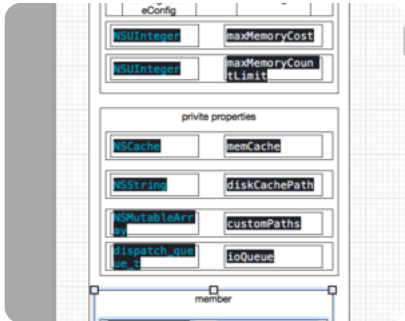 eConfig
NSUInteger maxMemoryCost
NSUInteger maxMemoryCoun
tLimit
privite properties
NSCache memCache
NSString diskCachePath
NSMutableArr
ay customPaths
dispatch_que
ue_t ioQueue
member